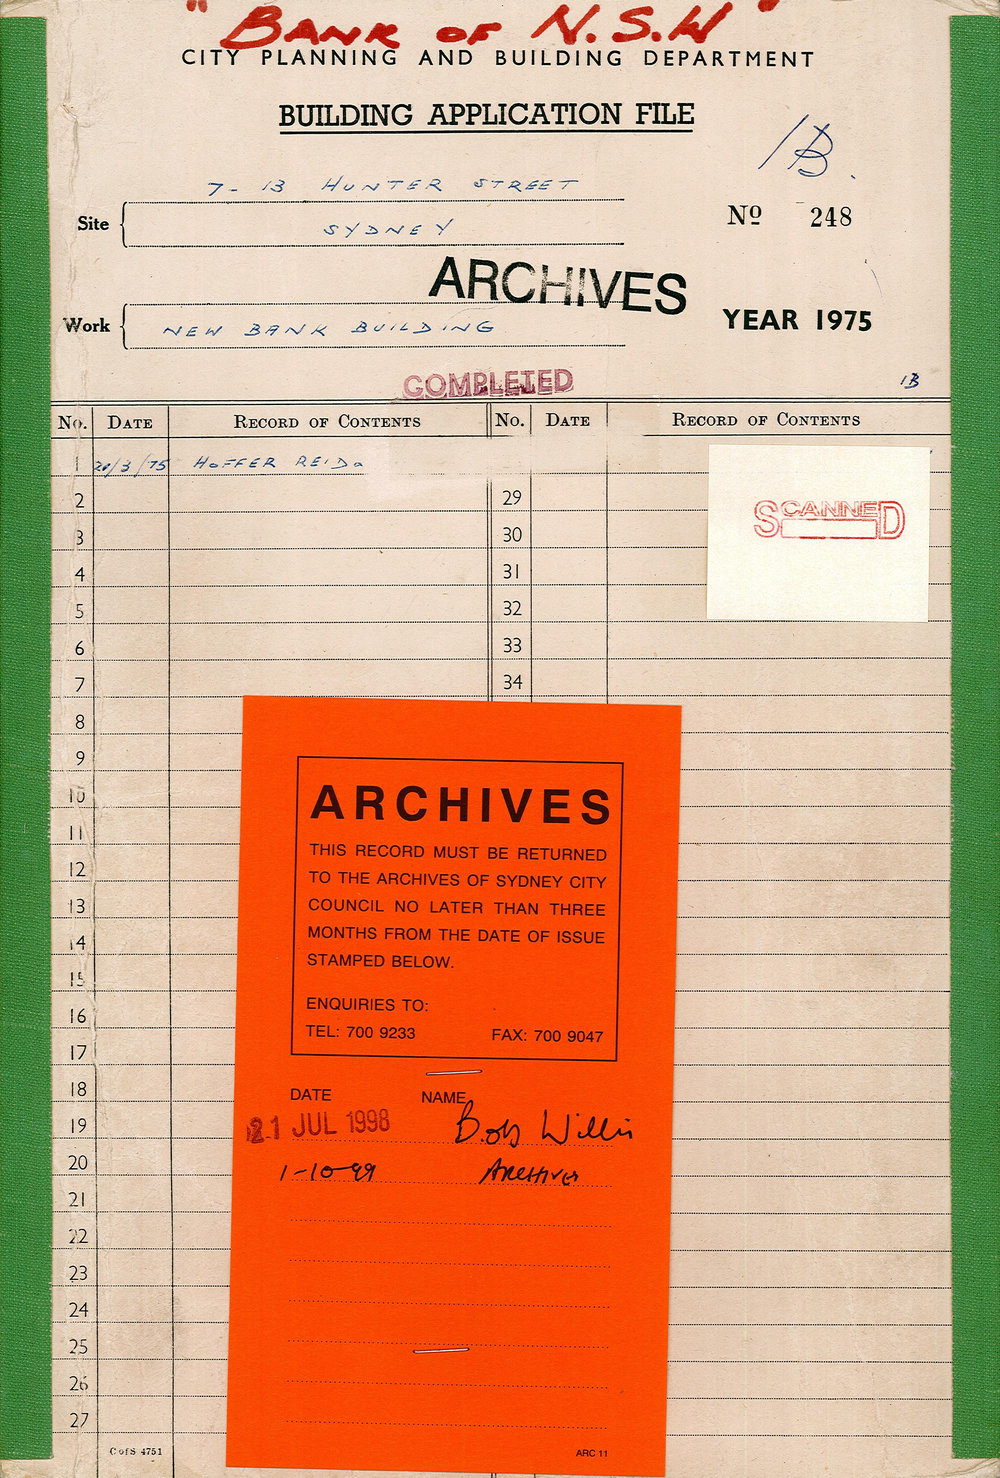 "BANK OF N.S.W"
CITY PLANNING AND BUILDING DEPARTMENT
BUILDING APPLICATION FILE
1B.
7-13 HUNTER STREET
Site
SYDNEY
Nº 248
ARCHIVES
Work NEW BANK BUILDING
YEAR 1975
COMPLETED
1B
No. DATE RECORD OF CONTENTS No. DATE RECORD OF CONTENTS
1 20/3/75 HOFFER REID
SCANNED
2 29
3 30
4 31
5 32
6 33
7 34
8
9
10
11
12
13
14
15
16
17
18
19
20
21
22
23
24
25
26
27
C of S 4751
ARCHIVES
THIS RECORD MUST BE RETURNED
TO THE ARCHIVES OF SYDNEY CITY
COUNCIL NO LATER THAN THREE
MONTHS FROM THE DATE OF ISSUE
STAMPED BELOW.
ENQUIRIES TO:
TEL: 700 9233 FAX: 700 9047
DATE NAME
21 JUL 1998 Bob Willis
1-10-99 ARCHIVES
ARC 11